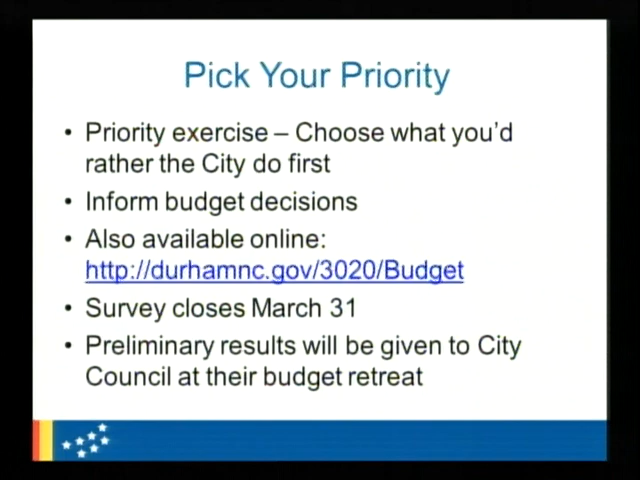 Pick Your Priority
• Priority exercise – Choose what you'd
rather the City do first
• Inform budget decisions
• Also available online:
http://durhamnc.gov/3020/Budget
• Survey closes March 31
• Preliminary results will be given to City
Council at their budget retreat